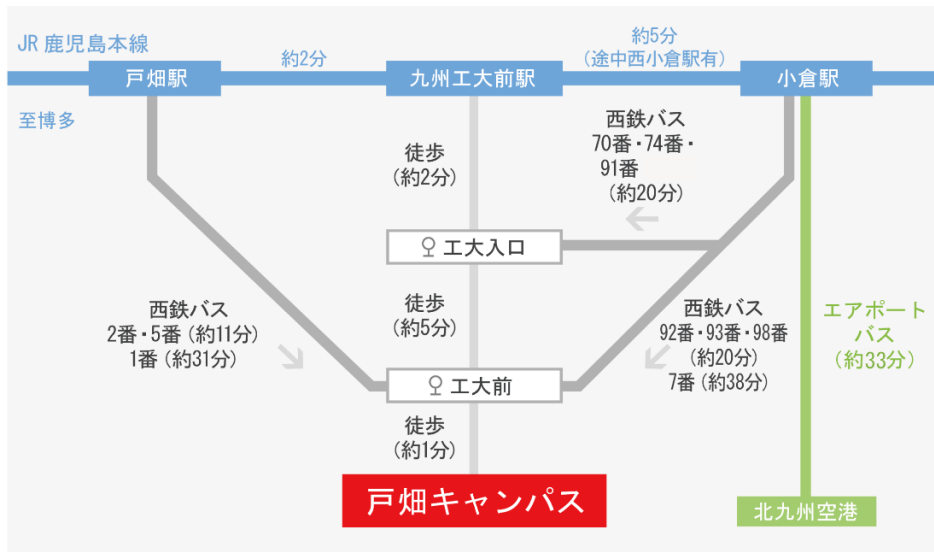 JR 鹿児島本線
約2分
約5分
(途中西小倉駅有)
戸畑駅
九州工大前駅
小倉駅
至博多
徒歩
(約2分)
西鉄バス
70番・74番・
91番
(約20分)
工大入口
西鉄バス
2番・5番 (約11分)
1番 (約31分)
徒歩
(約5分)
西鉄バス
92番・93番・98番
(約20分)
7番 (約38分)
エアポート
バス
(約33分)
工大前
徒歩
(約1分)
戸畑キャンパス
北九州空港